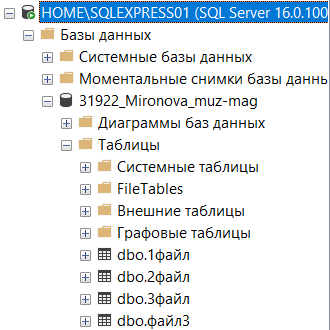 HOME\SQLEXPRESS01 (SQL Server 16.0.100
Базы данных
Системные базы данных
Моментальные снимки базы данн
31922_Mironova_muz-mag
Диаграммы баз данных
Таблицы
Системные таблицы
FileTables
Внешние таблицы
Графовые таблицы
dbo.1файл
dbo.2файл
dbo.3файл
dbo.файл3